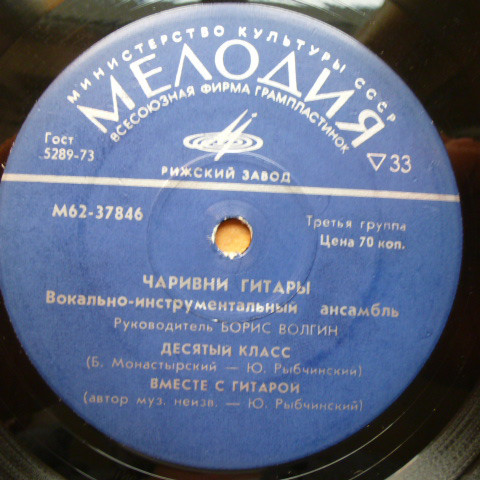 МИНИСТЕРСТВО КУЛЬТУРЫ СССР
МЕЛОДИЯ
ВСЕСОЮЗНАЯ ФИРМА ГРАМПЛАСТИНОК
Гост
5289-73
▽33
РИЖСКИЙ ЗАВОД
М62-37846
Третья группа
Цена 70 коп.
ЧАРИВНИ ГИТАРЫ
Вокально-инструментальный ансамбль
Руководитель БОРИС ВОЛГИН
ДЕСЯТЫЙ КЛАСС
(Б. Монастырский — Ю. Рыбчинский)
ВМЕСТЕ С ГИТАРОЙ
(автор муз. неизв. — Ю. Рыбчинский)